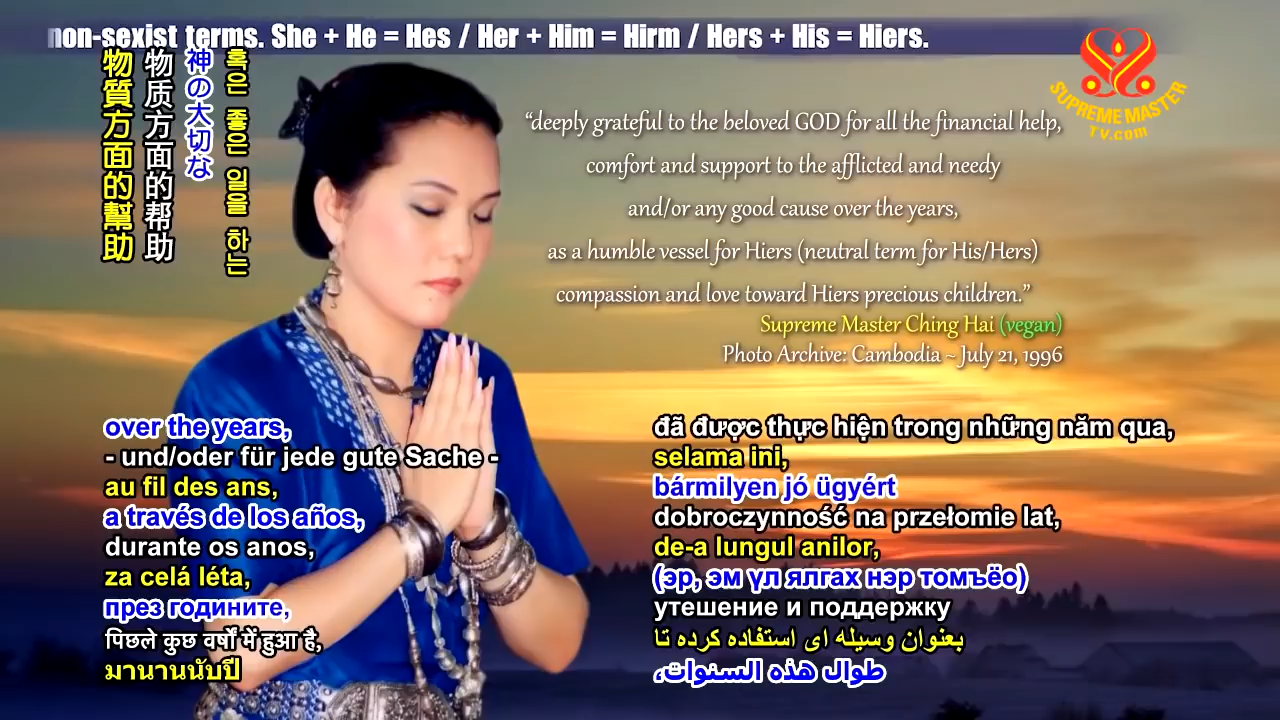 non-sexist terms. She + He = Hes / Her + Him = Hirm / Hers + His = Hiers.
SUPREME MASTER
TV.com
物質方面的幫助
物质方面的帮助
神の大切な
혹은 좋은 일을 하는
“deeply grateful to the beloved GOD for all the financial help,
comfort and support to the afflicted and needy
and/or any good cause over the years,
as a humble vessel for Hiers (neutral term for His/Hers)
compassion and love toward Hiers precious children.”
Supreme Master Ching Hai (vegan)
Photo Archive: Cambodia ~ July 21, 1996
over the years,
- und/oder für jede gute Sache -
au fil des ans,
a través de los años,
durante os anos,
za celá léta,
през годините,
पिछले कुछ वर्षों में हुआ है,
มานานนับปี
đã được thực hiện trong những năm qua,
selama ini,
bármilyen jó ügyért
dobroczynność na przełomie lat,
de-a lungul anilor,
(эр, эм үл ялгах нэр томъёо)
утешение и поддержку
بعنوان وسیله ای استفاده کرده تا
طوال هذه السنوات،